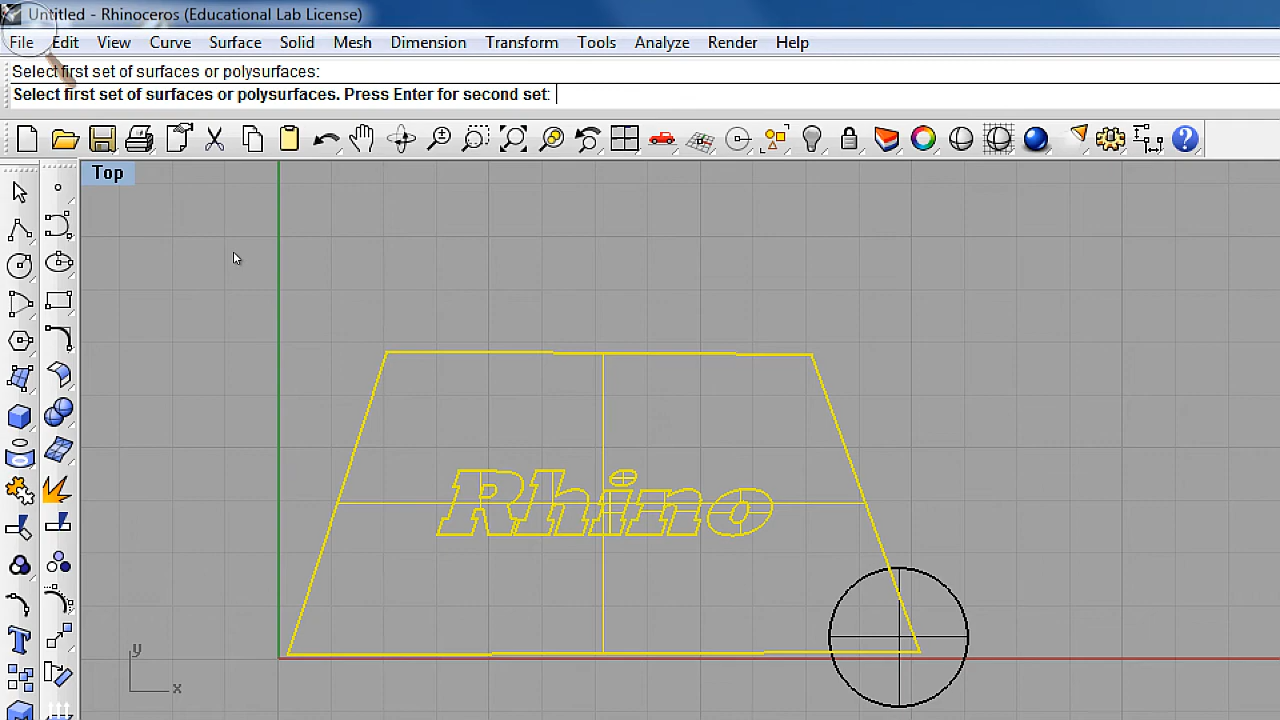 Untitled - Rhinoceros (Educational Lab License)
File Edit View Curve Surface Solid Mesh Dimension Transform Tools Analyze Render Help
Select first set of surfaces or polysurfaces:
Select first set of surfaces or polysurfaces. Press Enter for second set:
Top
Rhino
y
x